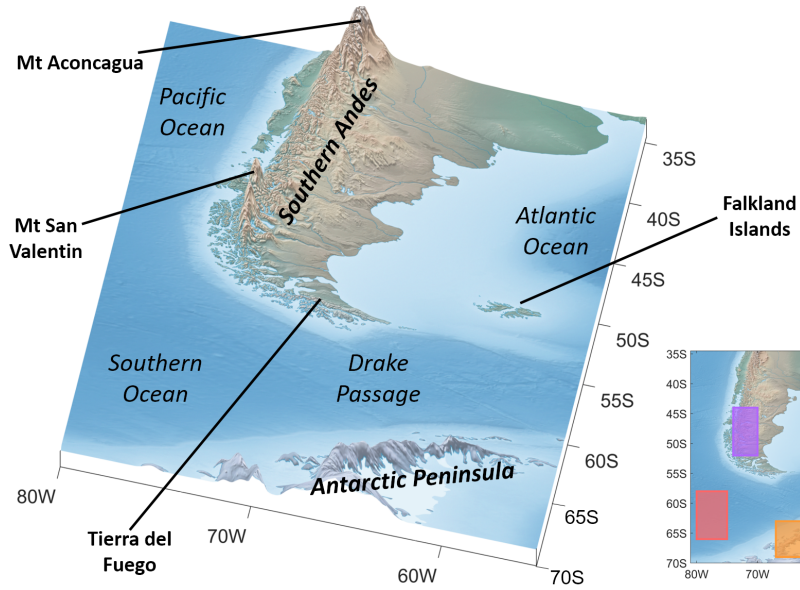 Mt Aconcagua
Pacific
Ocean
Southern Andes
35S
40S
45S
50S
55S
60S
65S
70S
Mt San
Valentin
Atlantic
Ocean
Falkland
Islands
Southern
Ocean
Drake
Passage
Antarctic Peninsula
80W
70W
60W
Tierra del
Fuego
35S
40S
45S
50S
55S
60S
65S
70S
80W
70W